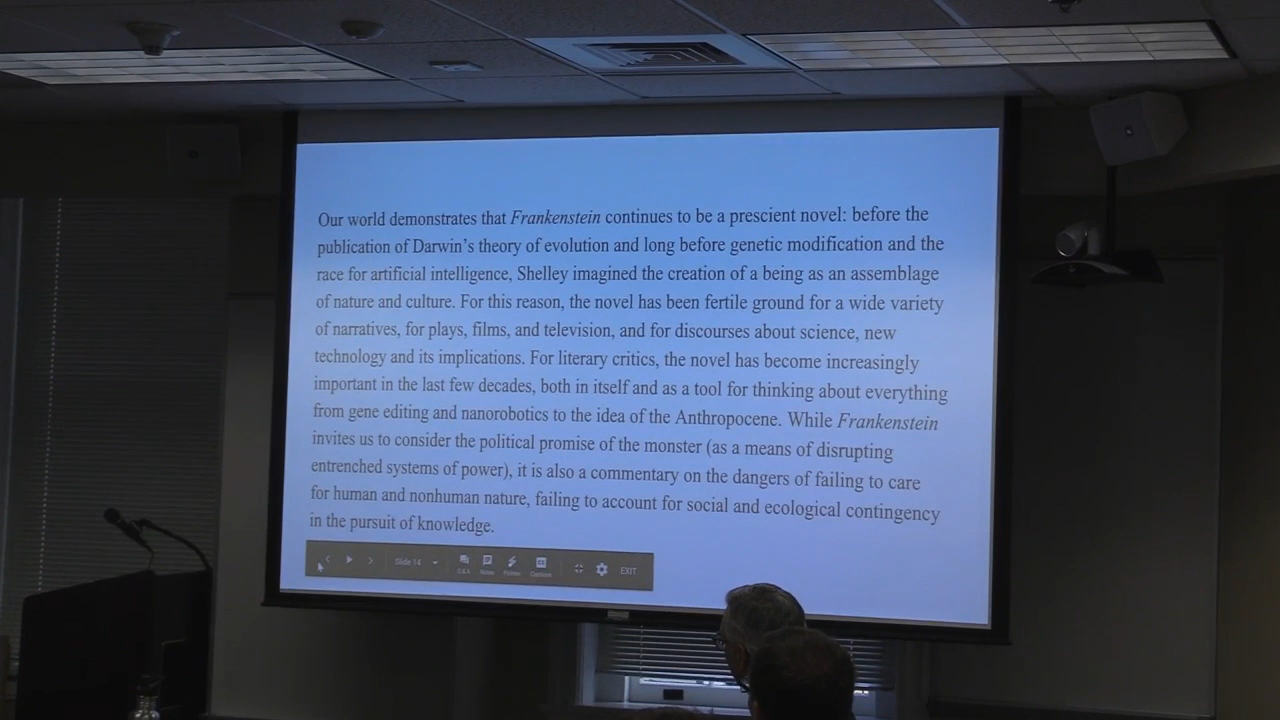 Our world demonstrates that Frankenstein continues to be a prescient novel: before the
publication of Darwin's theory of evolution and long before genetic modification and the
race for artificial intelligence, Shelley imagined the creation of a being as an assemblage
of nature and culture. For this reason, the novel has been fertile ground for a wide variety
of narratives, for plays, films, and television, and for discourses about science, new
technology and its implications. For literary critics, the novel has become increasingly
important in the last few decades, both in itself and as a tool for thinking about everything
from gene editing and nanorobotics to the idea of the Anthropocene. While Frankenstein
invites us to consider the political promise of the monster (as a means of disrupting
entrenched systems of power), it is also a commentary on the dangers of failing to care
for human and nonhuman nature, failing to account for social and ecological contingency
in the pursuit of knowledge.
Slide 14 Q&A Notes Pointer Captions EXIT